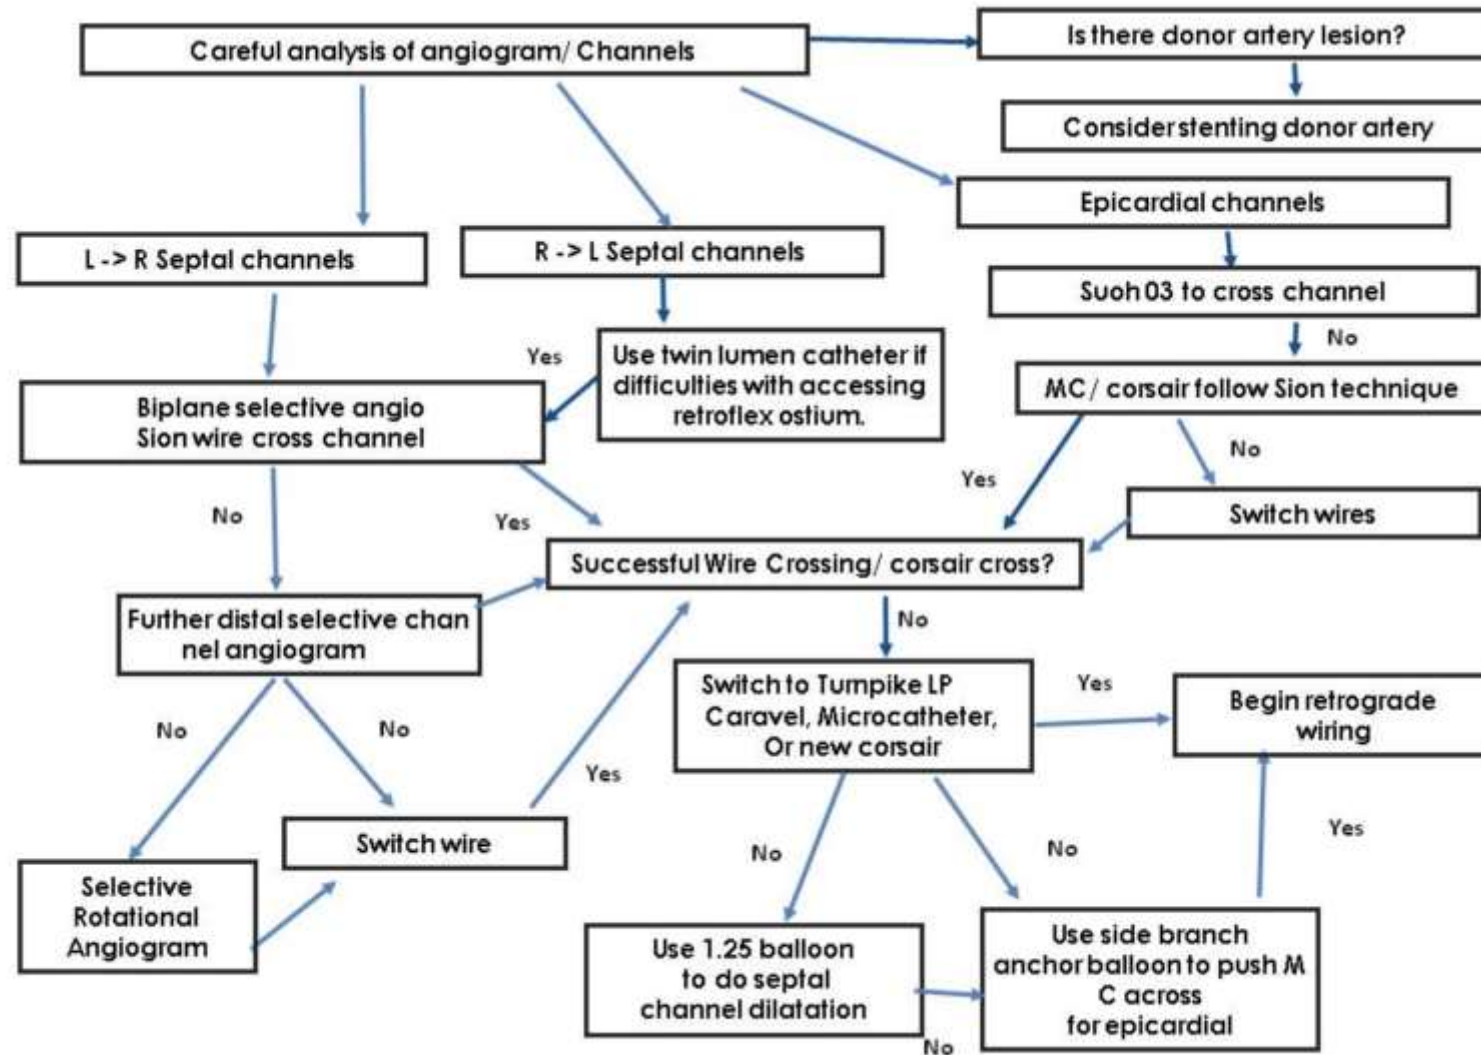 Careful analysis of angiogram/ Channels
Is there donor artery lesion?
Consider stenting donor artery
Epicardial channels
L -> R Septal channels
R -> L Septal channels
Suoh 03 to cross channel
No
Yes
Use twin lumen catheter if
difficulties with accessing
retroflex ostium.
MC/ corsair follow Sion technique
Biplane selective angio
Sion wire cross channel
No
Yes
Switch wires
No
Yes
Successful Wire Crossing/ corsair cross?
Further distal selective chan
nel angiogram
No
Switch to Turnpike LP
Caravel, Microcatheter,
Or new corsair
Yes
Begin retrograde
wiring
No
No
Yes
Switch wire
Yes
No
No
Selective
Rotational
Angiogram
Use 1.25 balloon
to do septal
channel dilatation
Use side branch
anchor balloon to push M
C across
for epicardial
No